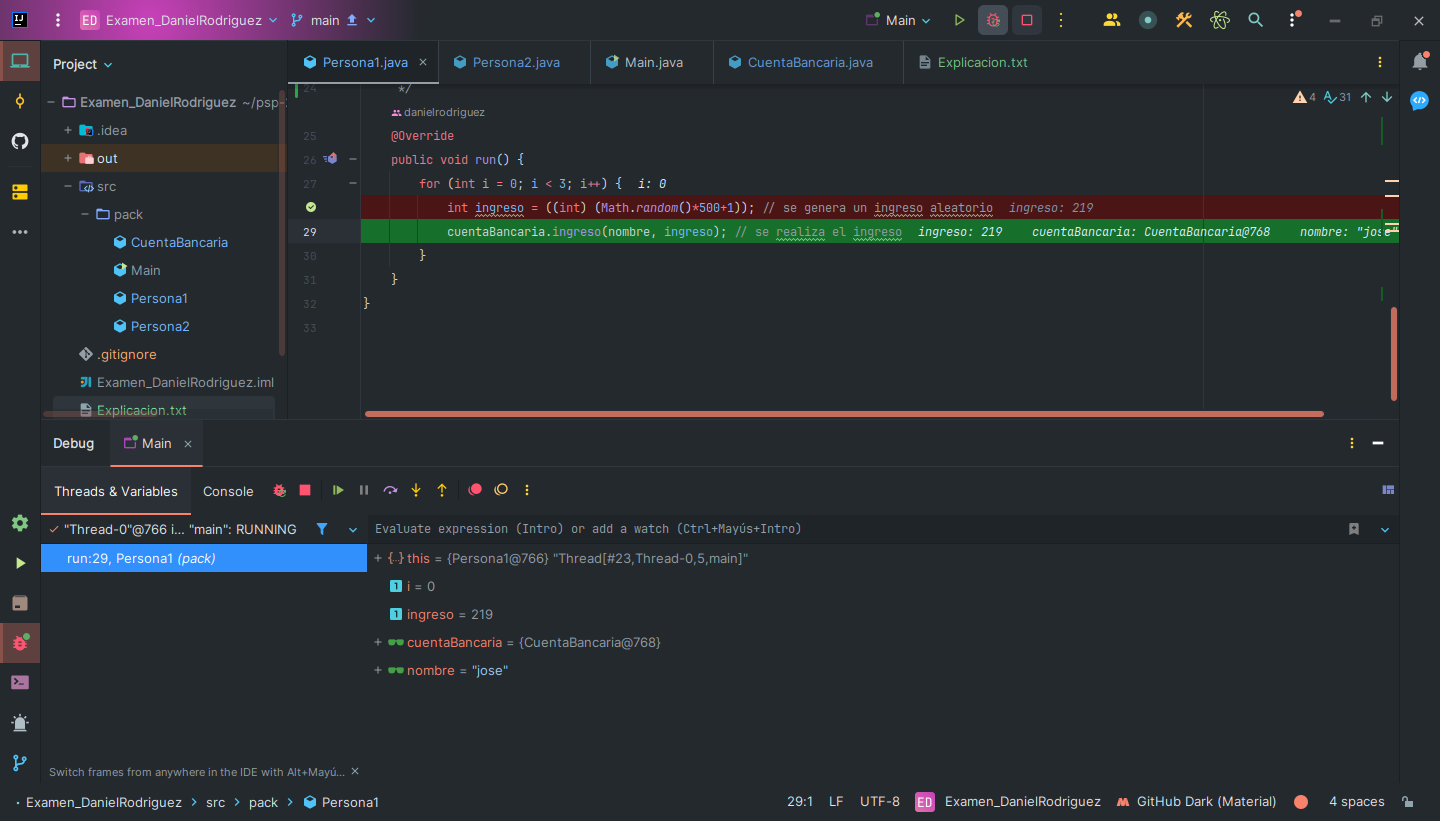 ED Examen_DanielRodriguez main Main
Project
Persona1.java Persona2.java Main.java CuentaBancaria.java Explicacion.txt
Examen_DanielRodriguez ~/psp
.idea
out
src
pack
CuentaBancaria
Main
Persona1
Persona2
.gitignore
Examen_DanielRodriguez.iml
Explicacion.txt
4 31
24 */
danielrodriguez
25 @Override
26 public void run() {
27 for (int i = 0; i < 3; i++) { i: 0
int ingreso = ((int) (Math.random()*500+1)); // se genera un ingreso aleatorio ingreso: 219
29 cuentaBancaria.ingreso(nombre, ingreso); // se realiza el ingreso ingreso: 219 cuentaBancaria: CuentaBancaria@768 nombre: "jose"
30 }
31 }
32 }
33
Debug Main
Threads & Variables Console
"Thread-0"@766 i... "main": RUNNING
run:29, Persona1 (pack)
Evaluate expression (Intro) or add a watch (Ctrl+Mayús+Intro)
this = {Persona1@766} "Thread[#23,Thread-0,5,main]"
i = 0
ingreso = 219
cuentaBancaria = {CuentaBancaria@768}
nombre = "jose"
Switch frames from anywhere in the IDE with Alt+Mayú...
Examen_DanielRodriguez src pack Persona1
29:1 LF UTF-8 ED Examen_DanielRodriguez GitHub Dark (Material) 4 spaces